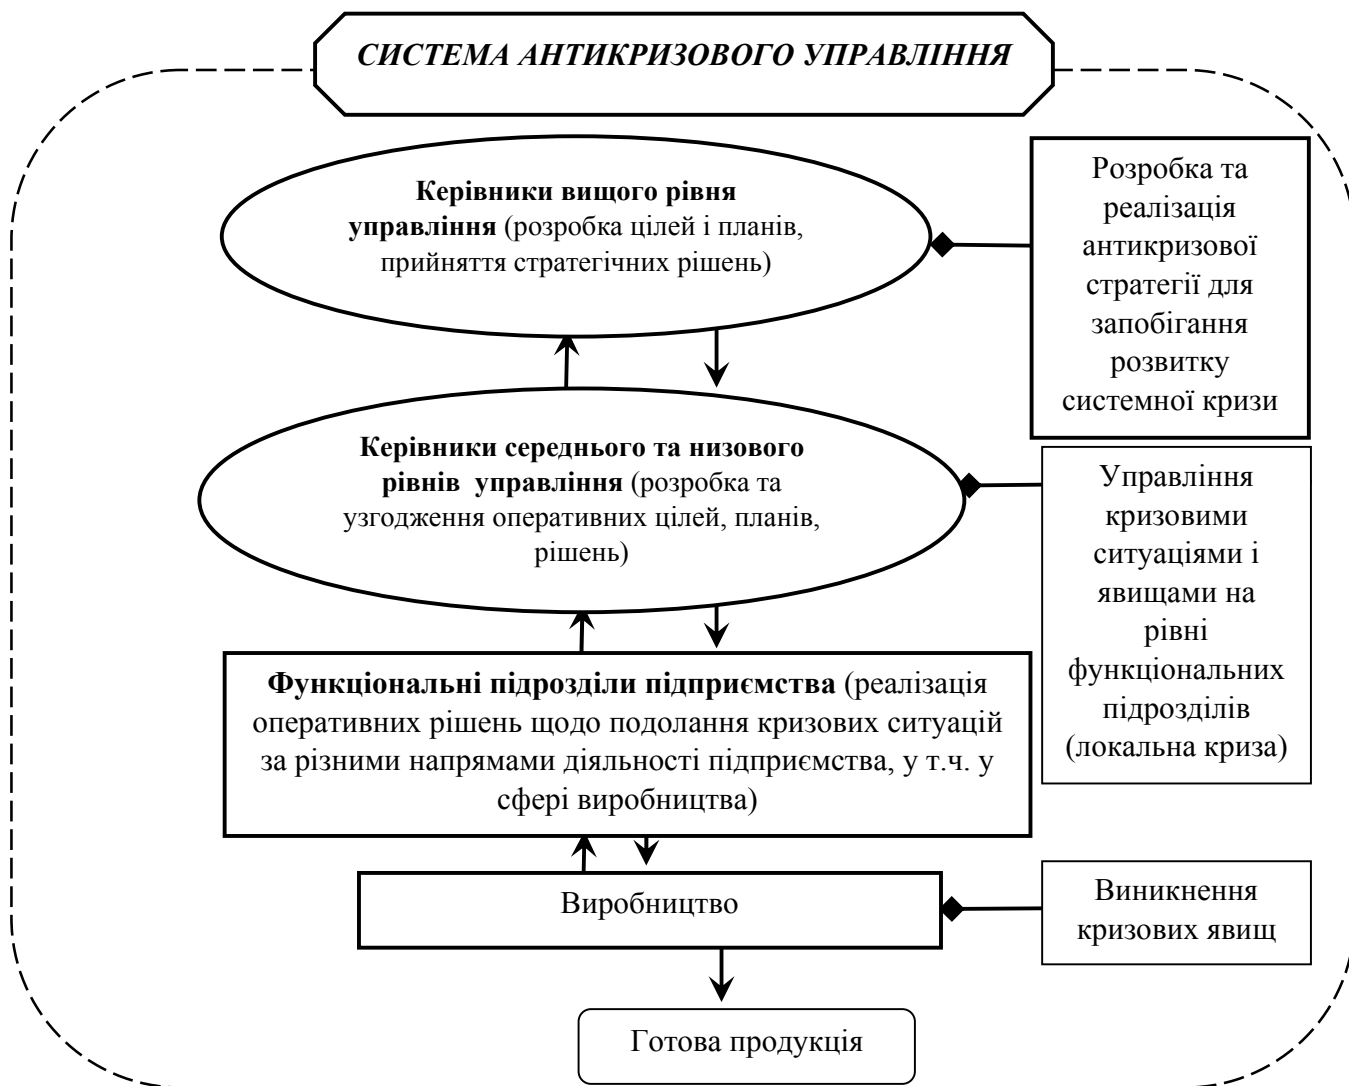 СИСТЕМА АНТИКРИЗОВОГО УПРАВЛІННЯ
Керівники вищого рівня
управління (розробка цілей і планів,
прийняття стратегічних рішень)
Розробка та
реалізація
антикризової
стратегії для
запобігання
розвитку
системної кризи
Керівники середнього та низового
рівнів управління (розробка та
узгодження оперативних цілей, планів,
рішень)
Управління
кризовими
ситуаціями і
явищами на
рівні
функціональних
підрозділів
(локальна криза)
Функціональні підрозділи підприємства (реалізація
оперативних рішень щодо подолання кризових ситуацій
за різними напрямами діяльності підприємства, у т.ч. у
сфері виробництва)
Виробництво
Виникнення
кризових явищ
Готова продукція